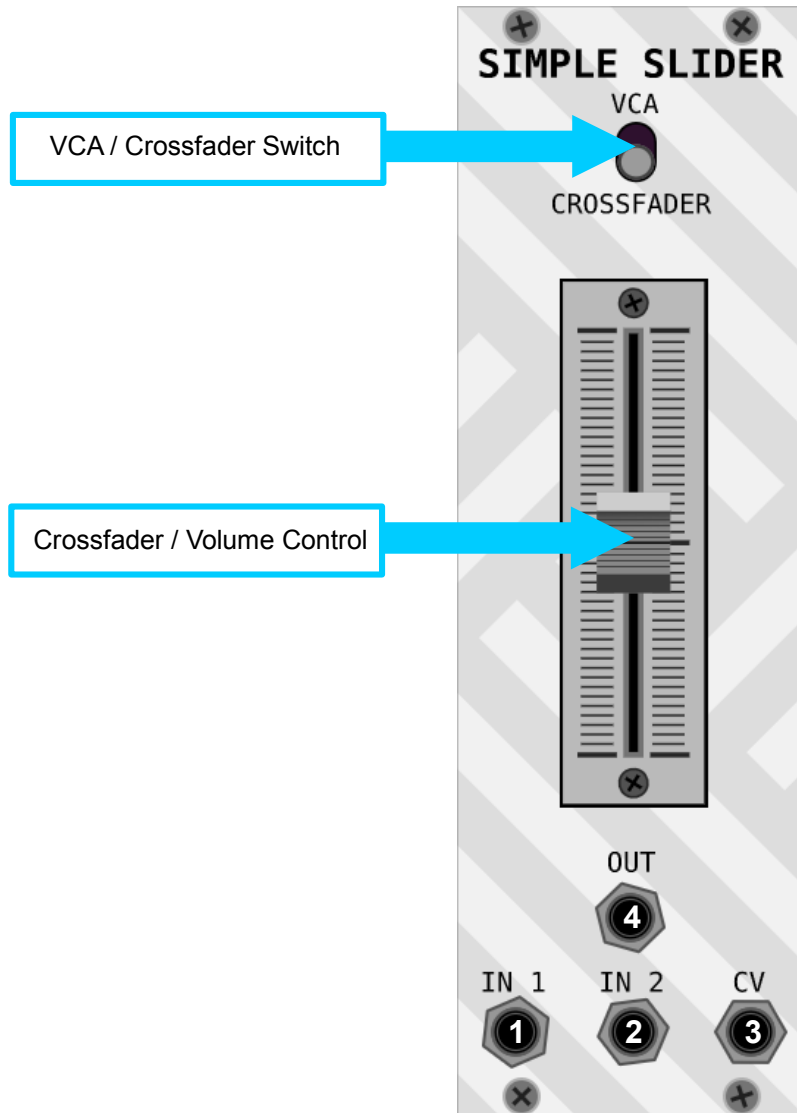 SIMPLE SLIDER
VCA
VCA / Crossfader Switch
CROSSFADER
Crossfader / Volume Control
OUT
4
IN 1 IN 2 CV
1 2 3